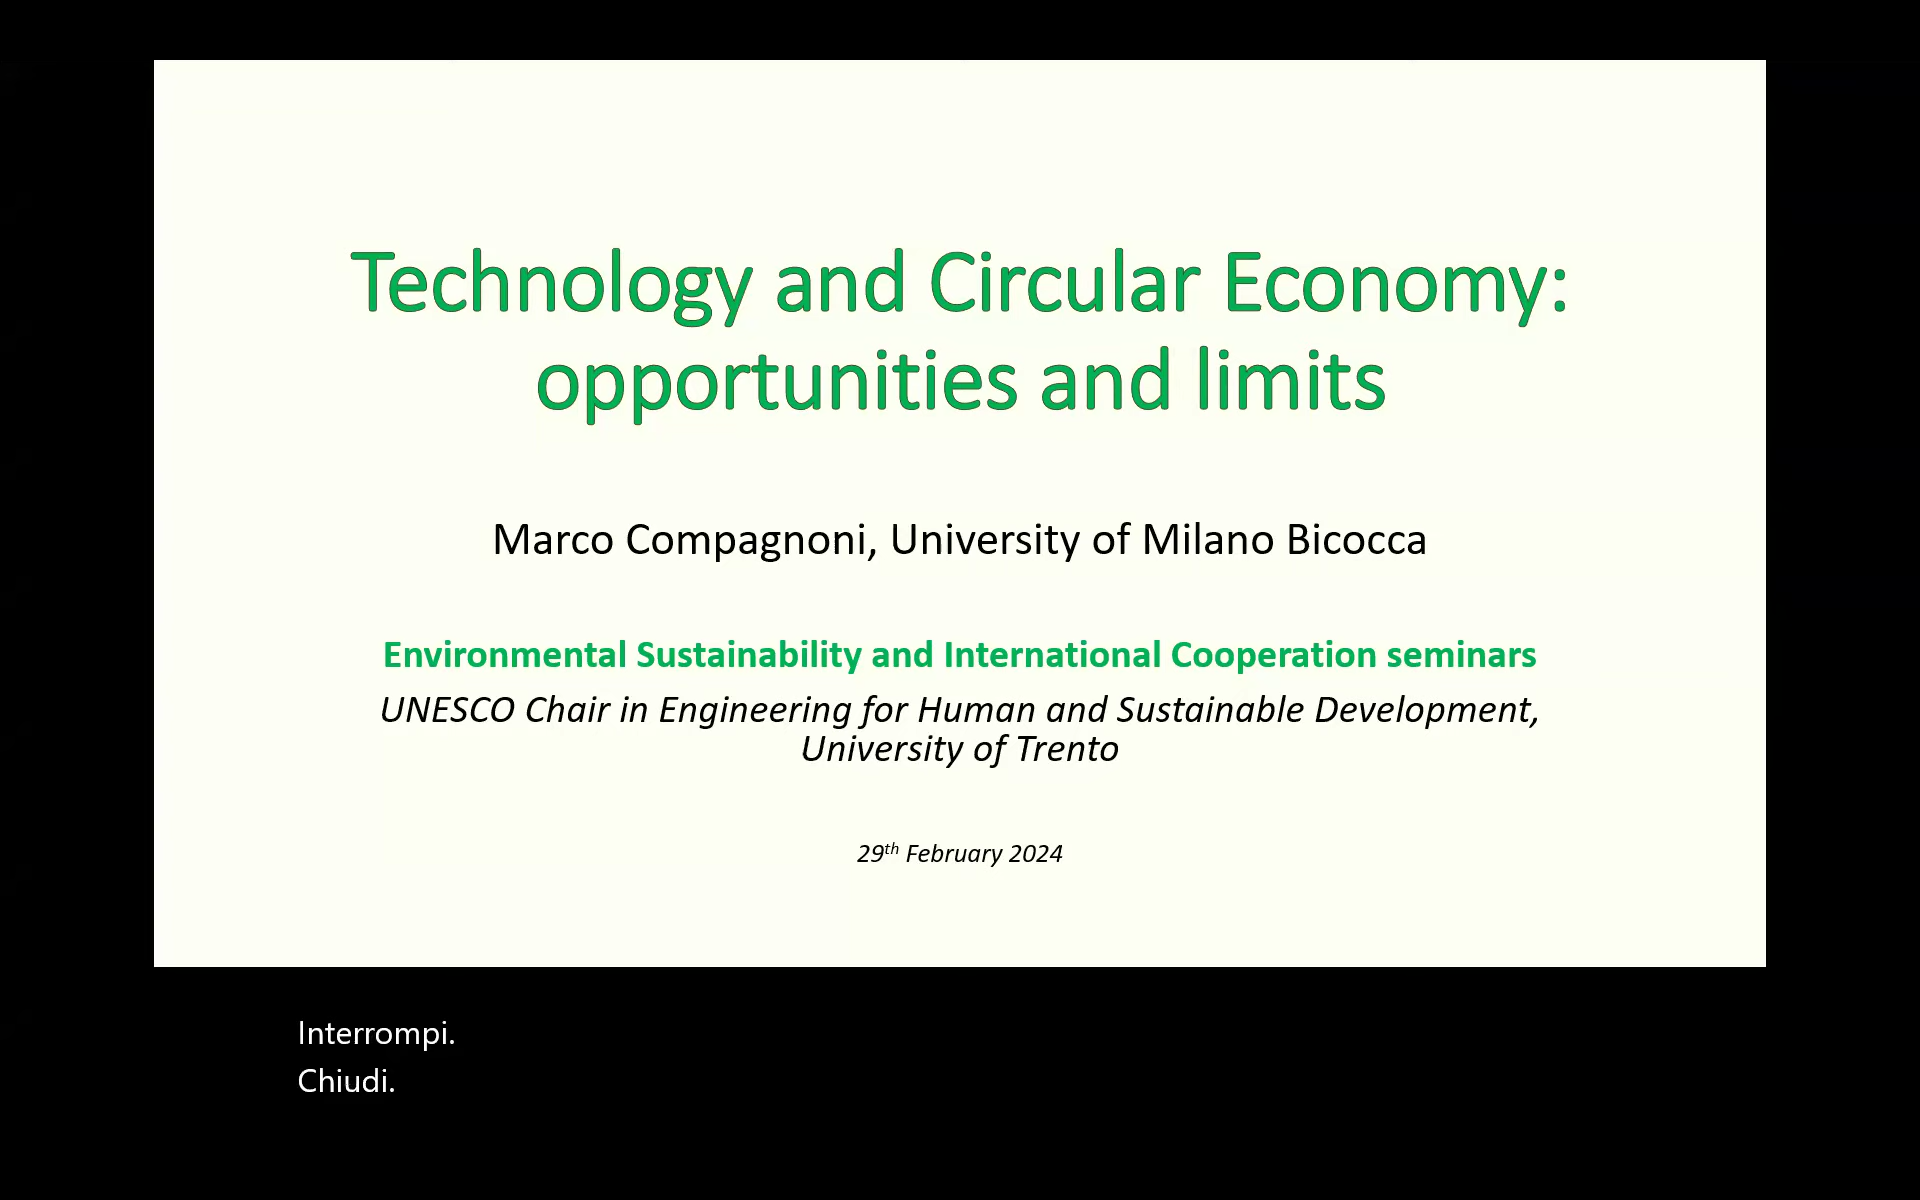 Technology and Circular Economy:
opportunities and limits
Marco Compagnoni, University of Milano Bicocca
Environmental Sustainability and International Cooperation seminars
UNESCO Chair in Engineering for Human and Sustainable Development,
University of Trento
29th February 2024
Interrompi.
Chiudi.